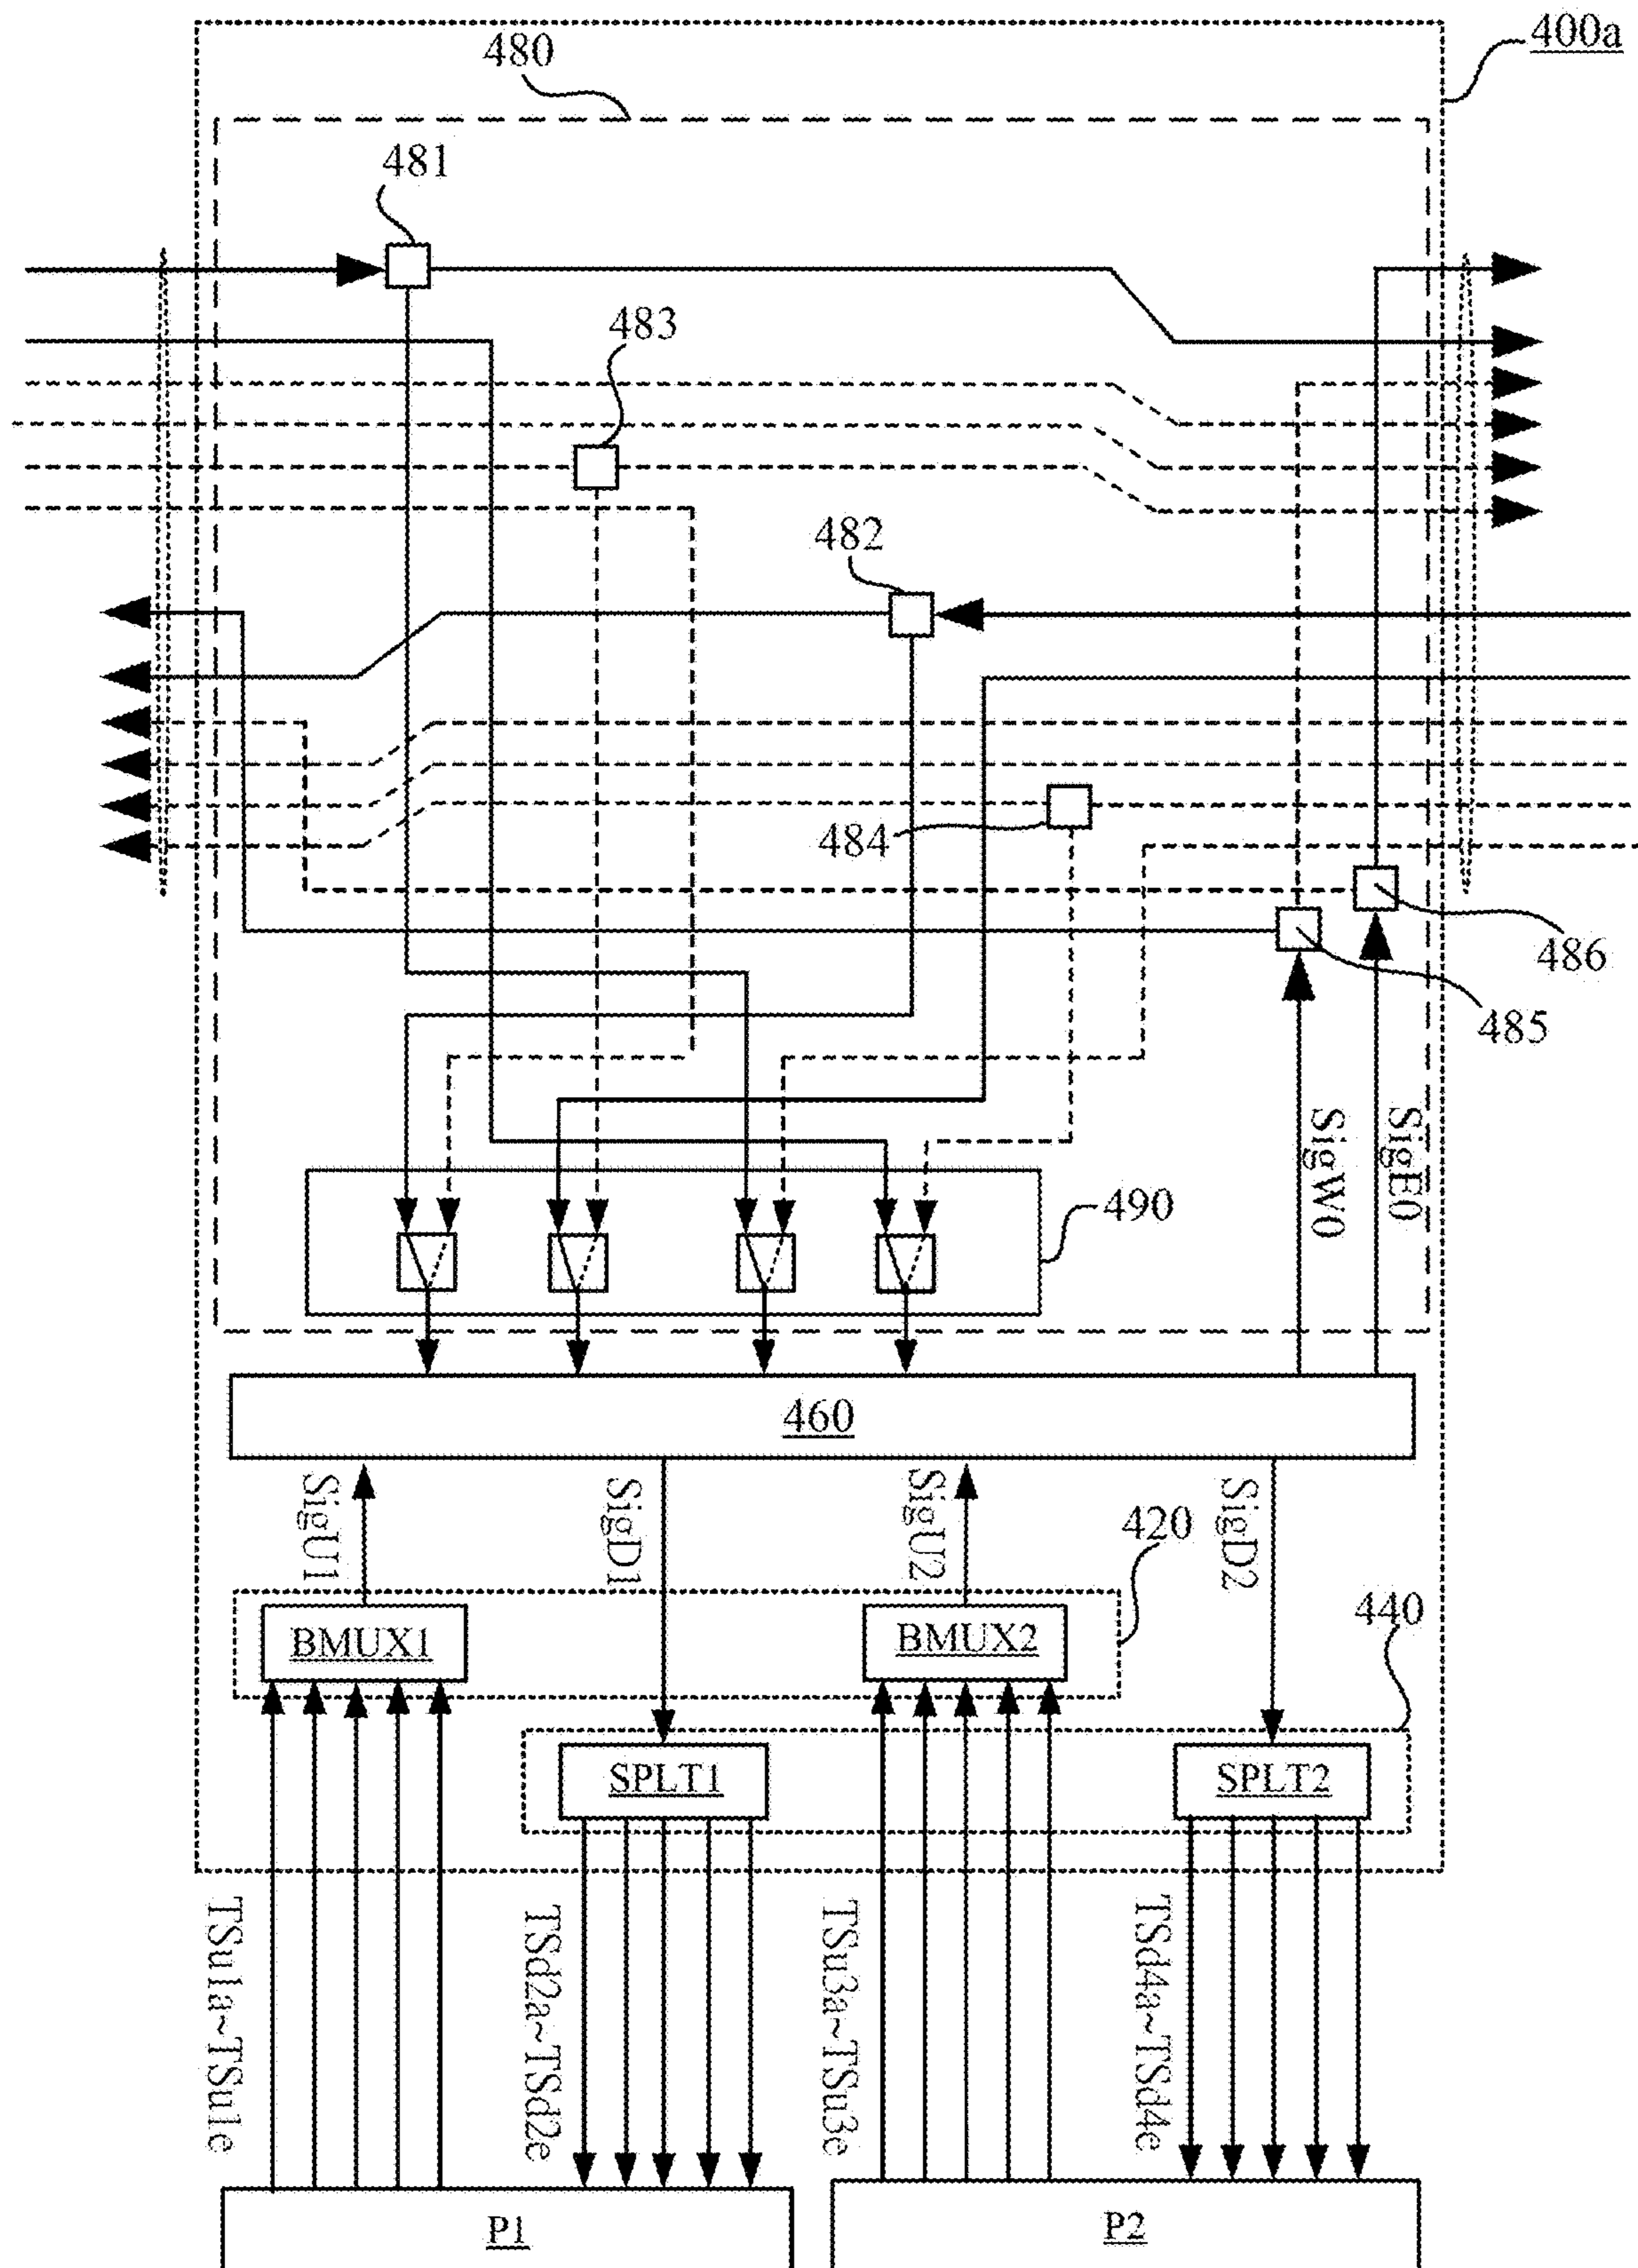 400a
480
481
483
482
484
486
485
SigW0
SigE0
490
460
SigU1
SigD1
SigU2
SigD2
420
440
BMUX1
BMUX2
SPLT1
SPLT2
TSu1a~TSu1e
TSd2a~TSd2e
TSu3a~TSu3e
TSd4a~TSd4e
P1
P2